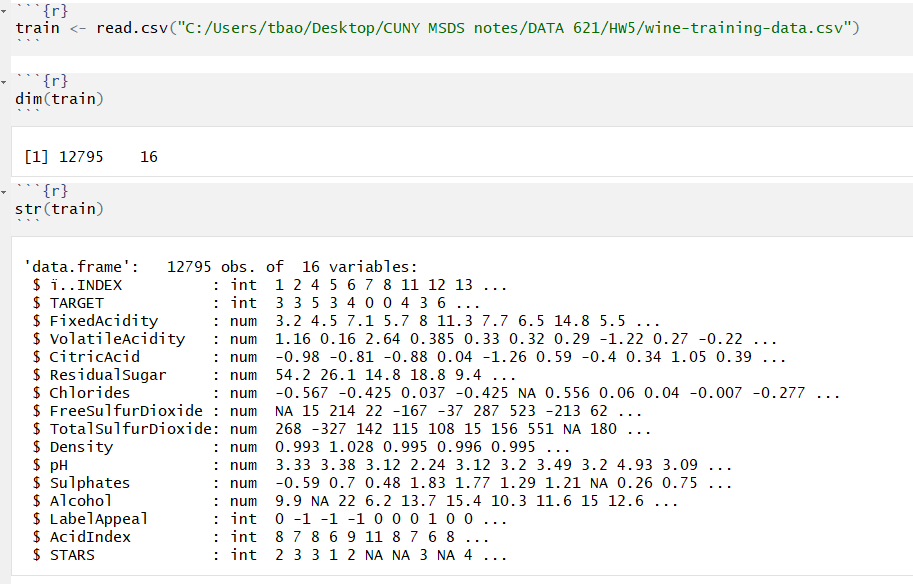 ```{r}
train <- read.csv("C:/Users/tbao/Desktop/CUNY MSDS notes/DATA 621/HW5/wine-training-data.csv")
```
```{r}
dim(train)
```
[1] 12795    16
```{r}
str(train)
```
'data.frame':   12795 obs. of  16 variables:
 $ ï..INDEX          : int  1 2 4 5 6 7 8 11 12 13 ...
 $ TARGET            : int  3 3 5 3 4 0 0 4 3 6 ...
 $ FixedAcidity      : num  3.2 4.5 7.1 5.7 8 11.3 7.7 6.5 14.8 5.5 ...
 $ VolatileAcidity   : num  1.16 0.16 2.64 0.385 0.33 0.32 0.29 -1.22 0.27 -0.22 ...
 $ CitricAcid        : num  -0.98 -0.81 -0.88 0.04 -1.26 0.59 -0.4 0.34 1.05 0.39 ...
 $ ResidualSugar     : num  54.2 26.1 14.8 18.8 9.4 ...
 $ Chlorides         : num  -0.567 -0.425 0.037 -0.425 NA 0.556 0.06 0.04 -0.007 -0.277 ...
 $ FreeSulfurDioxide : num  NA 15 214 22 -167 -37 287 523 -213 62 ...
 $ TotalSulfurDioxide: num  268 -327 142 115 108 15 156 551 NA 180 ...
 $ Density           : num  0.993 1.028 0.995 0.996 0.995 ...
 $ pH                : num  3.33 3.38 3.12 2.24 3.12 3.2 3.49 3.2 4.93 3.09 ...
 $ Sulphates         : num  -0.59 0.7 0.48 1.83 1.77 1.29 1.21 NA 0.26 0.75 ...
 $ Alcohol           : num  9.9 NA 22 6.2 13.7 15.4 10.3 11.6 15 12.6 ...
 $ LabelAppeal       : int  0 -1 -1 -1 0 0 0 1 0 0 ...
 $ AcidIndex         : int  8 7 8 6 9 11 8 7 6 8 ...
 $ STARS             : int  2 3 3 1 2 NA NA 3 NA 4 ...